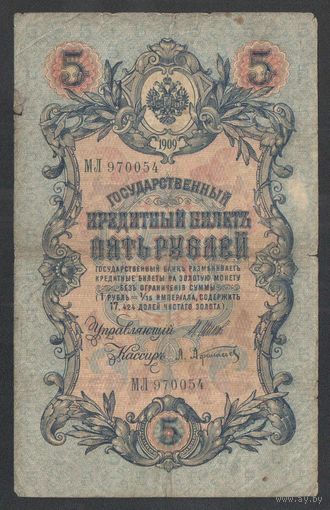 5 5
1909
МЛ 970054
ГОСУДАРСТВЕННЫЙ
КРЕДИТНЫЙ БИЛЕТЪ
ПЯТЬ РУБЛЕЙ
ГОСУДАРСТВЕННЫЙ БАНКЪ РАЗМѢНИВАЕТЪ
КРЕДИТНЫЕ БИЛЕТЫ НА ЗОЛОТУЮ МОНЕТУ
БЕЗЪ ОГРАНИЧЕНІЯ СУММЫ
(1 РУБЛЬ = 1/15 ИМПЕРІАЛА, СОДЕРЖИТЪ
17,424 ДОЛЕЙ ЧИСТАГО ЗОЛОТА)
Управляющій
Кассиръ
МЛ 970054
5
ay.by